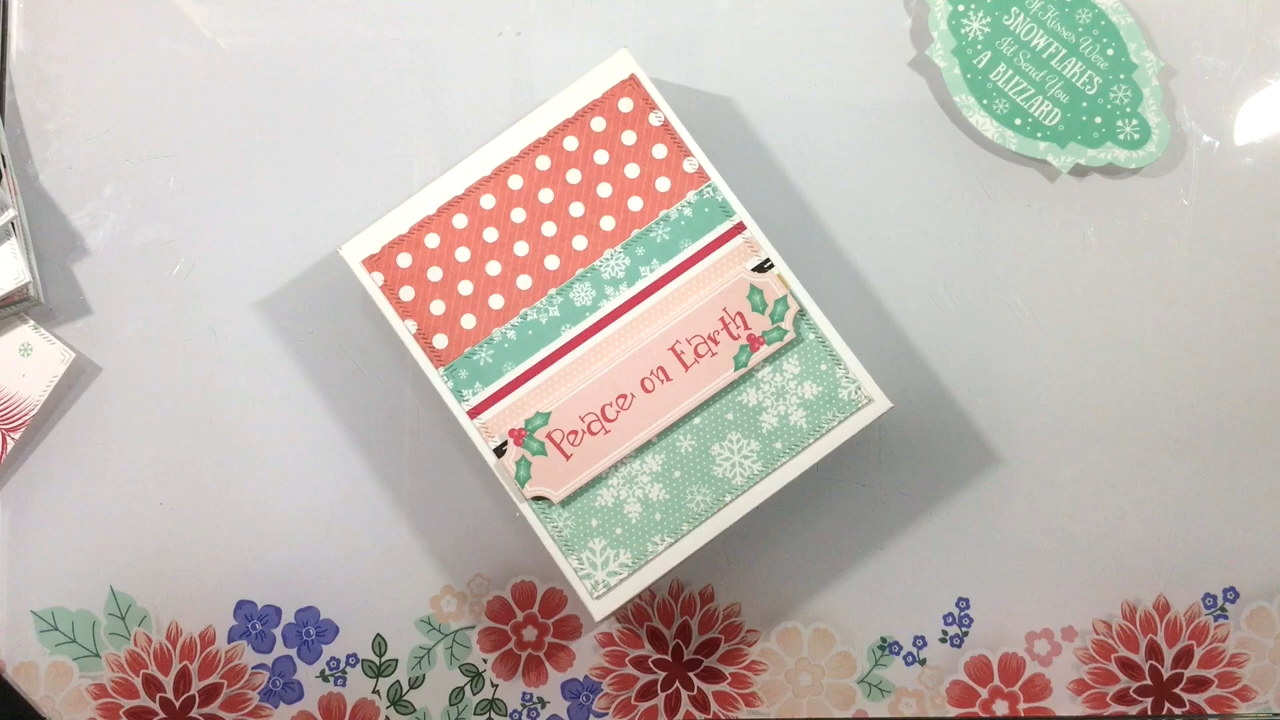 If Kisses Were
SNOWFLAKES
I'd Send You
A BLIZZARD
Peace on Earth